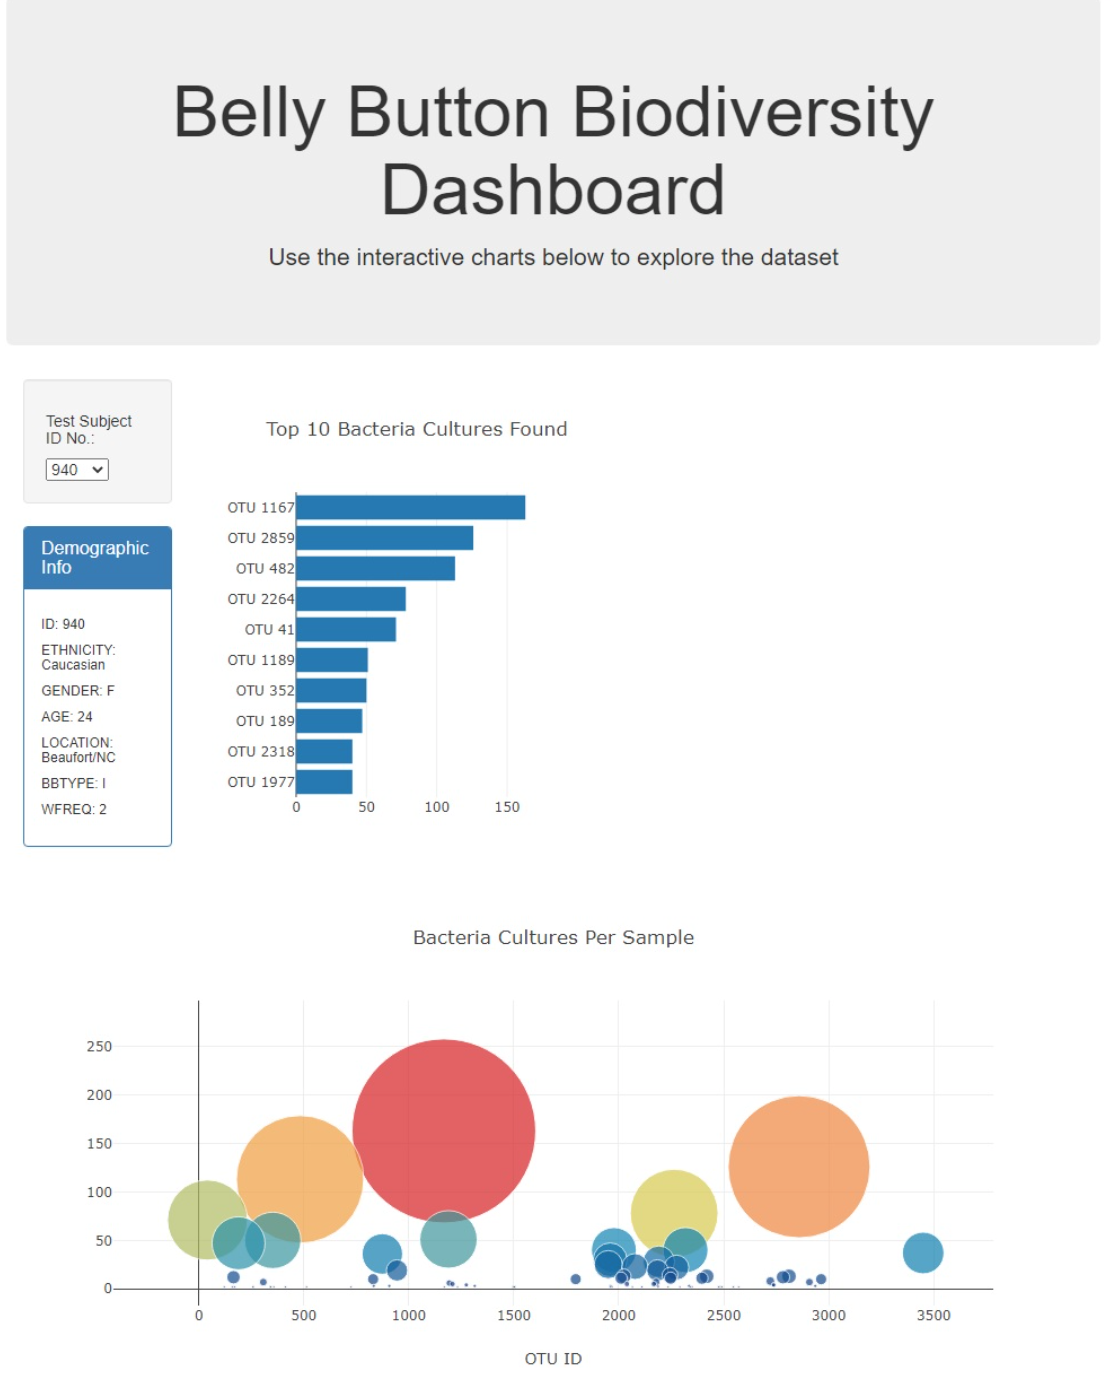 Belly Button Biodiversity
Dashboard
Use the interactive charts below to explore the dataset
Test Subject
ID No.:
940
Demographic
Info
ID: 940
ETHNICITY:
Caucasian
GENDER: F
AGE: 24
LOCATION:
Beaufort/NC
BBTYPE: I
WFREQ: 2
Top 10 Bacteria Cultures Found
OTU 1167
OTU 2859
OTU 482
OTU 2264
OTU 41
OTU 1189
OTU 352
OTU 189
OTU 2318
OTU 1977
0 50 100 150
Bacteria Cultures Per Sample
250
200
150
100
50
0
0 500 1000 1500 2000 2500 3000 3500
OTU ID